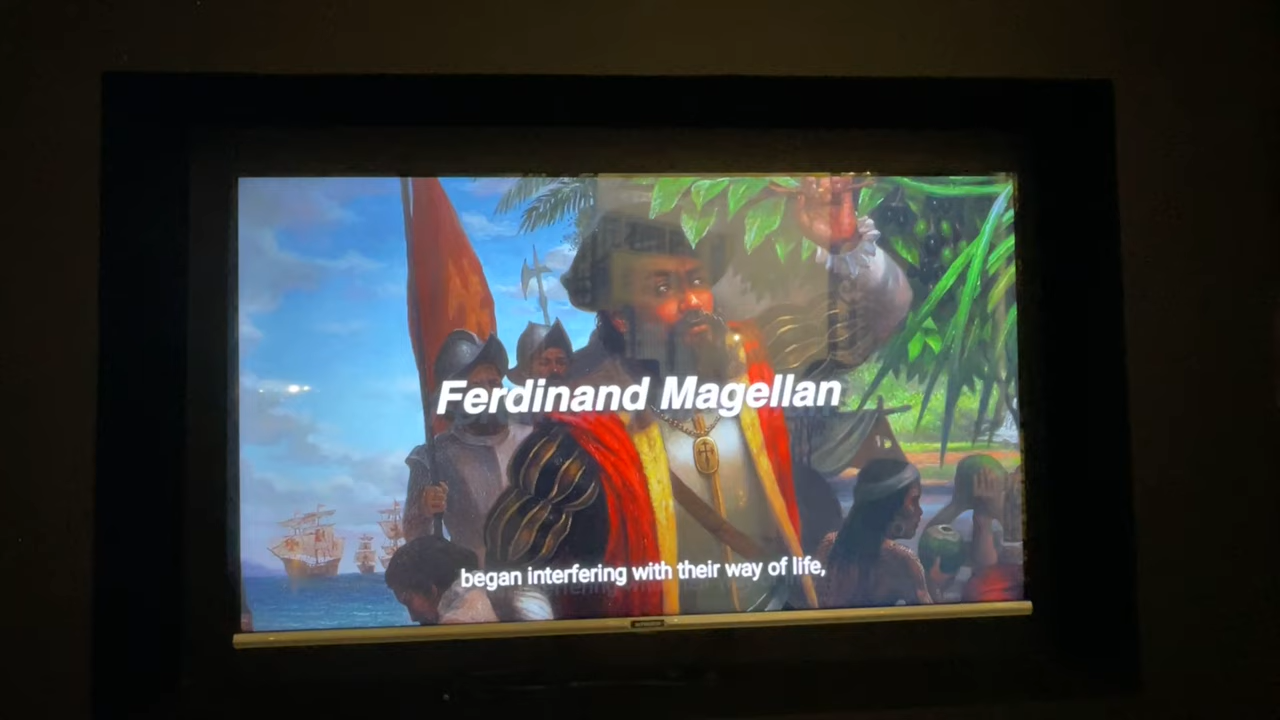 Ferdinand Magellan
began interfering with their way of life,